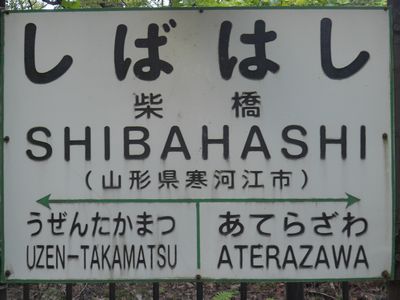 しばはし
柴橋
SHIBAHASHI
(山形県寒河江市)
うぜんたかまつ あてらざわ
UZEN-TAKAMATSU ATERAZAWA